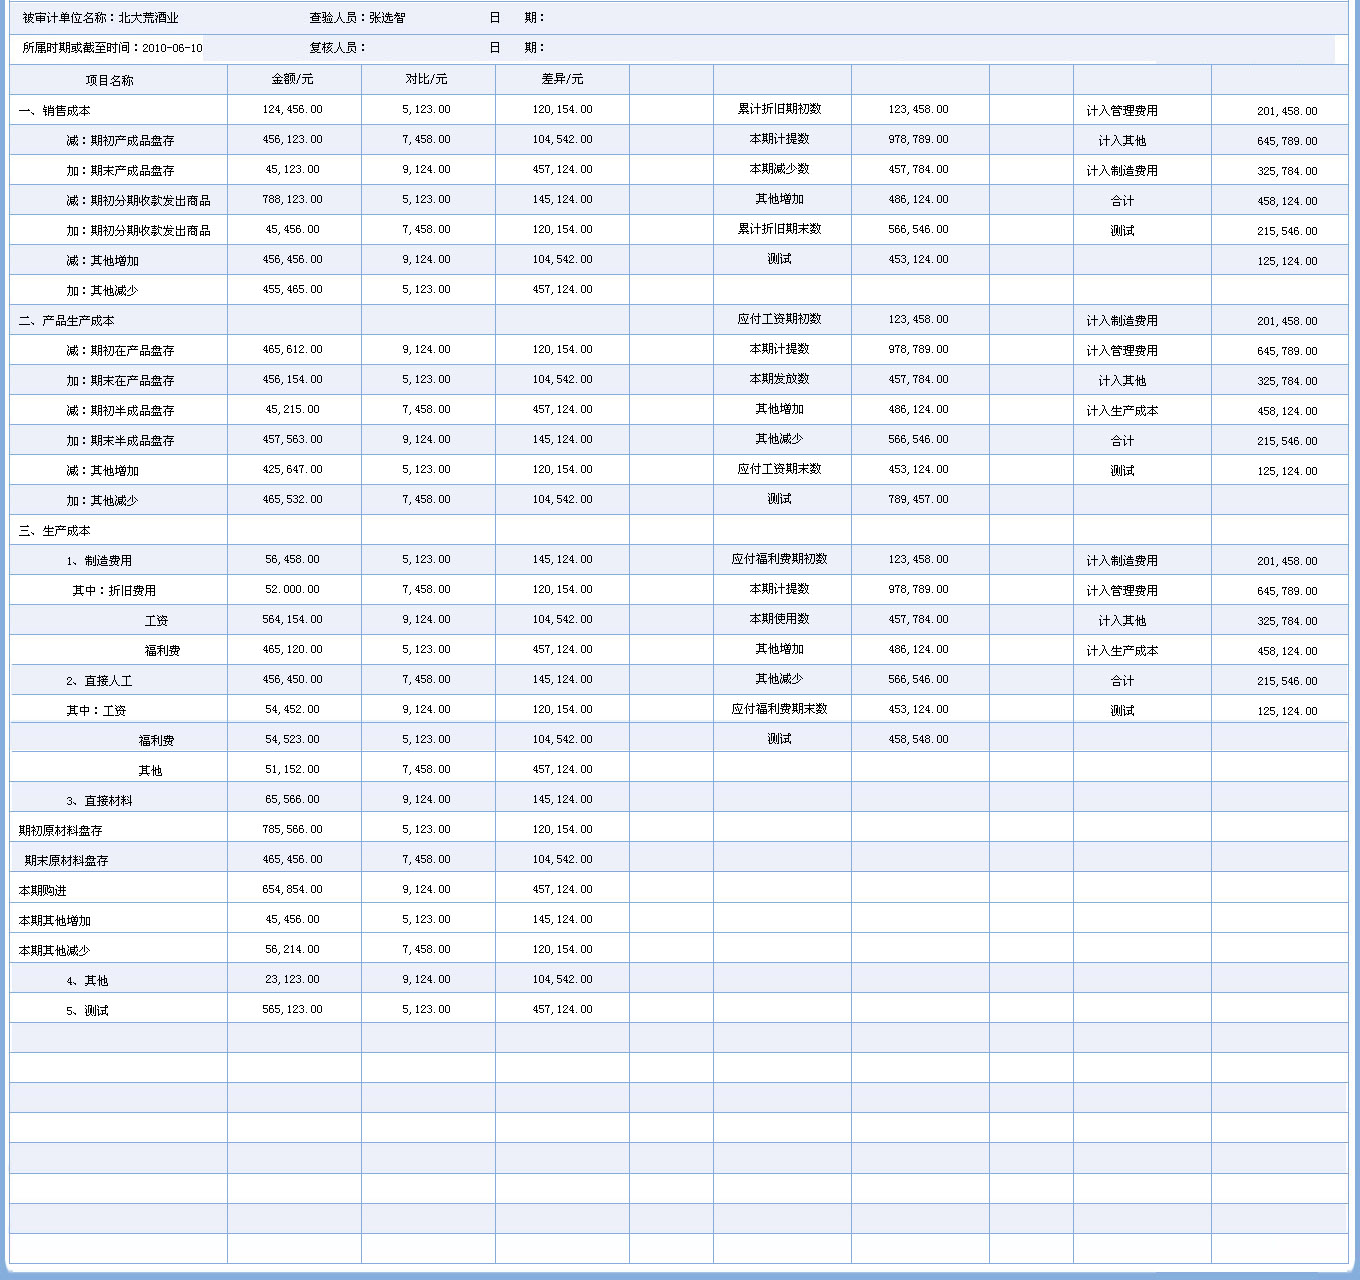 被审计单位名称：北大荒酒业 查验人员：张选智 日 期：
所属时期或截至时间：2010-06-10 复核人员： 日 期：
项目名称 金额/元 对比/元 差异/元
一、销售成本 124,456.00 5,123.00 120,154.00 累计折旧期初数 123,458.00 计入管理费用 201,458.00
减：期初产成品盘存 456,123.00 7,458.00 104,542.00 本期计提数 978,789.00 计入其他 645,789.00
加：期末产成品盘存 45,123.00 9,124.00 457,124.00 本期减少数 457,784.00 计入制造费用 325,784.00
减：期初分期收款发出商品 788,123.00 5,123.00 145,124.00 其他增加 486,124.00 合计 458,124.00
加：期初分期收款发出商品 45,456.00 7,458.00 120,154.00 累计折旧期末数 566,546.00 测试 215,546.00
减：其他增加 456,456.00 9,124.00 104,542.00 测试 453,124.00 125,124.00
加：其他减少 455,465.00 5,123.00 457,124.00
二、产品生产成本 应付工资期初数 123,458.00 计入制造费用 201,458.00
减：期初在产品盘存 465,612.00 9,124.00 120,154.00 本期计提数 978,789.00 计入管理费用 645,789.00
加：期末在产品盘存 456,154.00 5,123.00 104,542.00 本期发放数 457,784.00 计入其他 325,784.00
减：期初半成品盘存 45,215.00 7,458.00 457,124.00 其他增加 486,124.00 计入生产成本 458,124.00
加：期末半成品盘存 457,563.00 9,124.00 145,124.00 其他减少 566,546.00 合计 215,546.00
减：其他增加 425,647.00 5,123.00 120,154.00 应付工资期末数 453,124.00 测试 125,124.00
加：其他减少 465,532.00 7,458.00 104,542.00 测试 789,457.00
三、生产成本
1、制造费用 56,458.00 5,123.00 145,124.00 应付福利费期初数 123,458.00 计入制造费用 201,458.00
其中：折旧费用 52.000.00 7,458.00 120,154.00 本期计提数 978,789.00 计入管理费用 645,789.00
工资 564,154.00 9,124.00 104,542.00 本期使用数 457,784.00 计入其他 325,784.00
福利费 465,120.00 5,123.00 457,124.00 其他增加 486,124.00 计入生产成本 458,124.00
2、直接人工 456,450.00 7,458.00 145,124.00 其他减少 566,546.00 合计 215,546.00
其中：工资 54,452.00 9,124.00 120,154.00 应付福利费期末数 453,124.00 测试 125,124.00
福利费 54,523.00 5,123.00 104,542.00 测试 458,548.00
其他 51,152.00 7,458.00 457,124.00
3、直接材料 65,566.00 9,124.00 145,124.00
期初原材料盘存 785,566.00 5,123.00 120,154.00
期末原材料盘存 465,456.00 7,458.00 104,542.00
本期购进 654,854.00 9,124.00 457,124.00
本期其他增加 45,456.00 5,123.00 145,124.00
本期其他减少 56,214.00 7,458.00 120,154.00
4、其他 23,123.00 9,124.00 104,542.00
5、测试 565,123.00 5,123.00 457,124.00